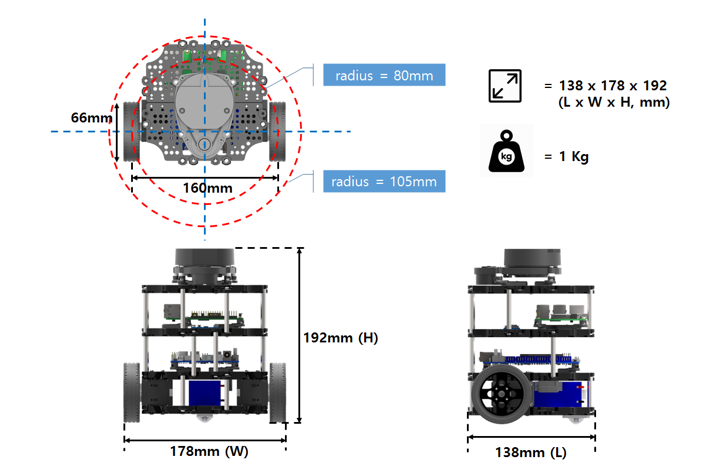 radius = 80mm
66mm
160mm
radius = 105mm
= 138 x 178 x 192
(L x W x H, mm)
kg
= 1 Kg
192mm (H)
178mm (W)
138mm (L)